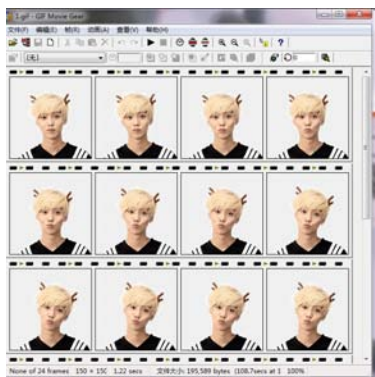 1.gif - GIF Movie Gear
文件(F) 编辑(E) 帧(R) 动画(A) 查看(V) 帮助(H)
[无]
None of 24 frames 150 × 150 1.22 secs 文件大小: 195,589 bytes (108.7secs at 1 100%